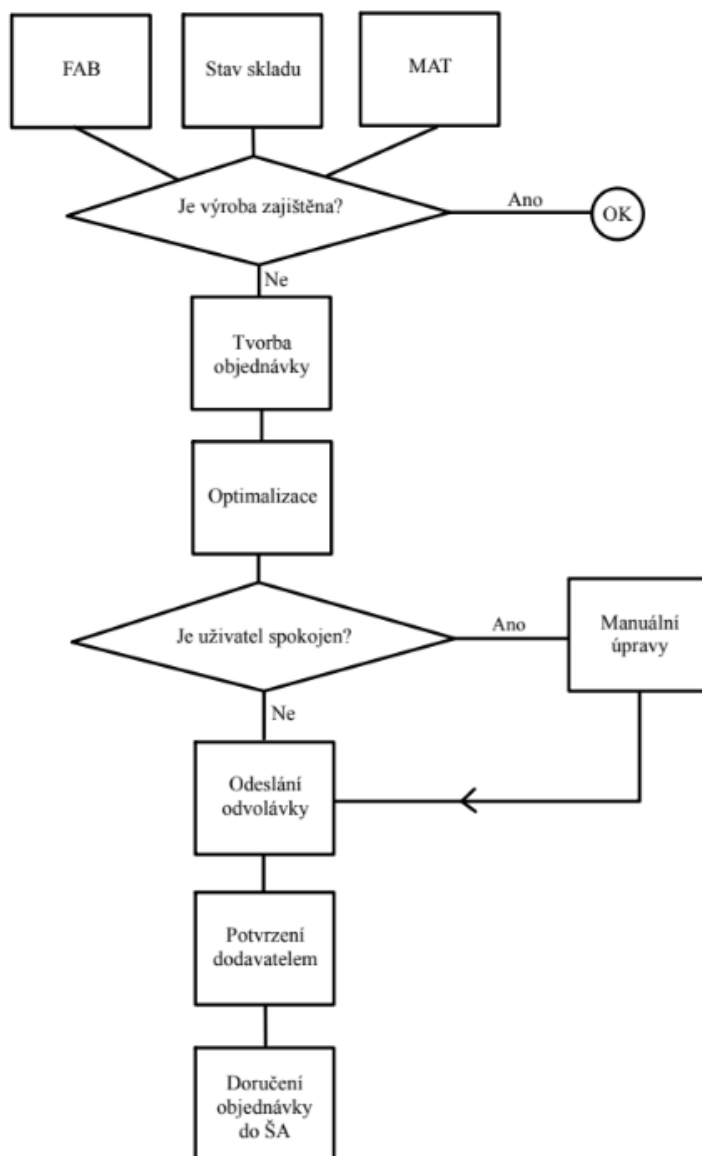 FAB
Stav skladu
MAT
Je výroba zajištěna?
Ano
OK
Ne
Tvorba
objednávky
Optimalizace
Je uživatel spokojen?
Ano
Manuální
úpravy
Ne
Odeslání
odvolávky
Potvrzení
dodavatelem
Doručení
objednávky
do ŠA